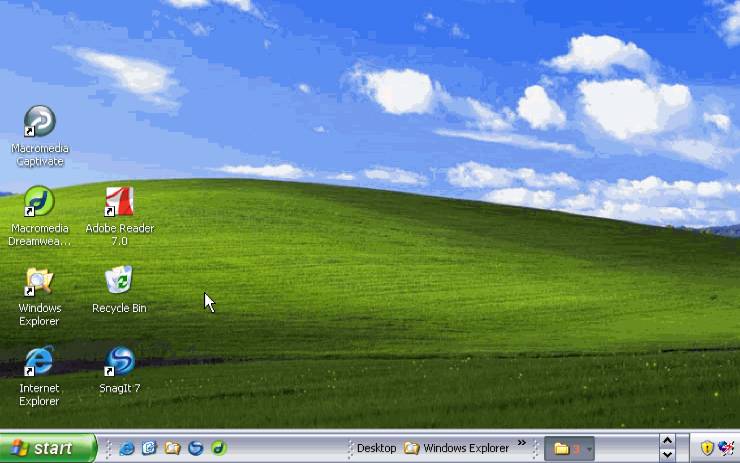 Macromedia
Captivate
Macromedia
Dreamwea...
Adobe Reader
7.0
Windows
Explorer
Recycle Bin
Internet
Explorer
SnagIt 7
start
Desktop
Windows Explorer
»
3